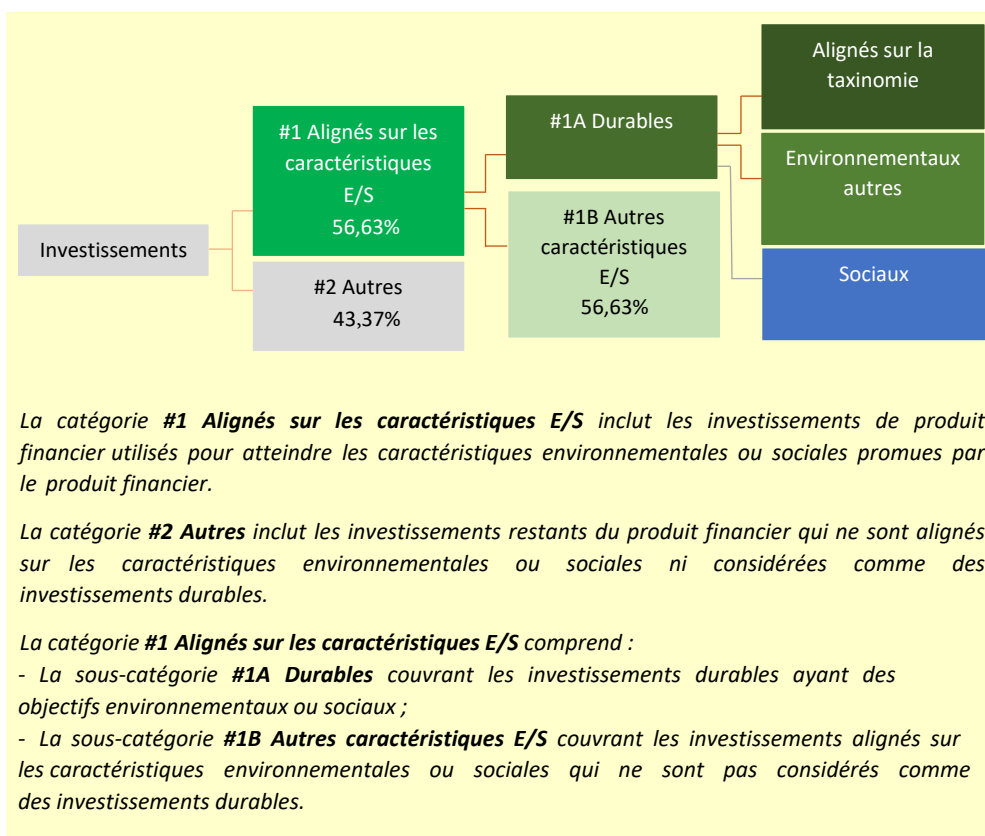 Investissements
#1 Alignés sur les
caractéristiques
E/S
56,63%
#2 Autres
43,37%
#1A Durables
#1B Autres
caractéristiques
E/S
56,63%
Alignés sur la
taxinomie
Environnementaux
autres
Sociaux
La catégorie #1 Alignés sur les caractéristiques E/S inclut les investissements de produit
financier utilisés pour atteindre les caractéristiques environnementales ou sociales promues par
le produit financier.
La catégorie #2 Autres inclut les investissements restants du produit financier qui ne sont alignés
sur les caractéristiques environnementales ou sociales ni considérées comme des
investissements durables.
La catégorie #1 Alignés sur les caractéristiques E/S comprend :
- La sous-catégorie #1A Durables couvrant les investissements durables ayant des
objectifs environnementaux ou sociaux ;
- La sous-catégorie #1B Autres caractéristiques E/S couvrant les investissements alignés sur
les caractéristiques environnementales ou sociales qui ne sont pas considérés comme
des investissements durables.